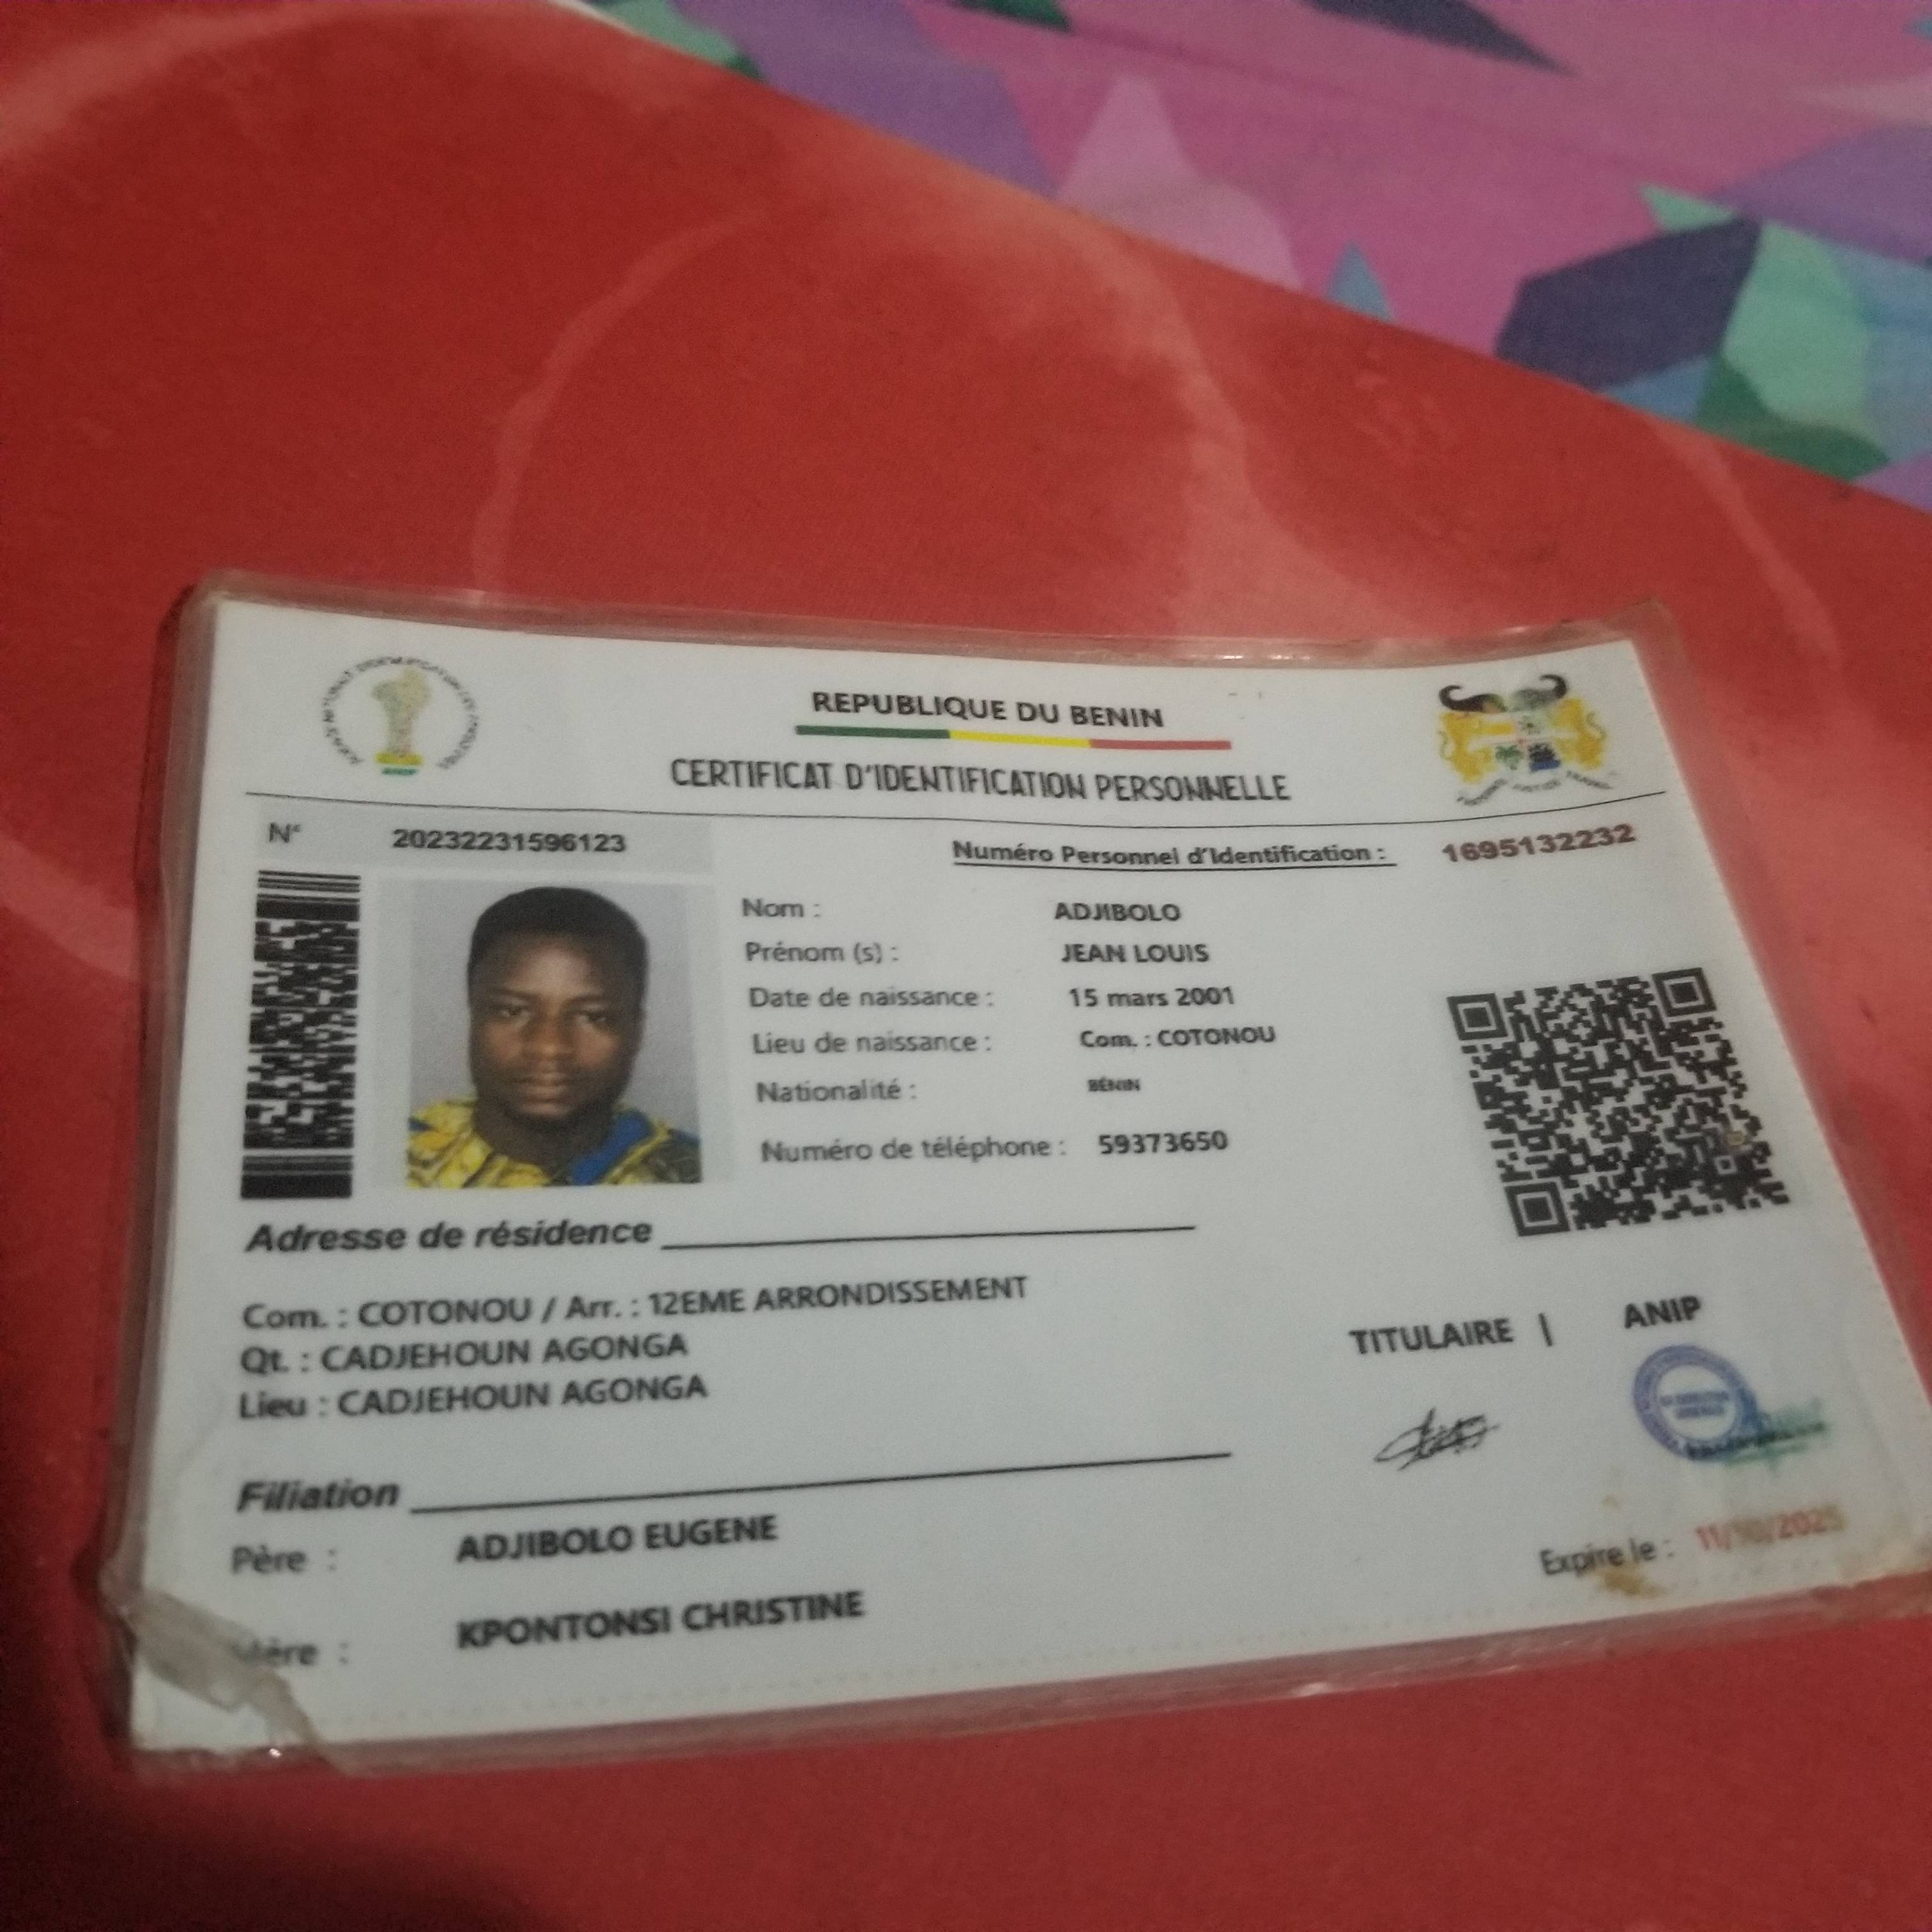 REPUBLIQUE DU BENIN
CERTIFICAT D'IDENTIFICATION PERSONNELLE
N° 20232231596123
Numéro Personnel d'Identification : 1695132232
Nom : ADJIBOLO
Prénom (s) : JEAN LOUIS
Date de naissance : 15 mars 2001
Lieu de naissance : Com. : COTONOU
Nationalité : BÉNIN
Numéro de téléphone : 59373650
Adresse de résidence
Com. : COTONOU / Arr. : 12EME ARRONDISSEMENT
Qt. : CADJEHOUN AGONGA
Lieu : CADJEHOUN AGONGA
TITULAIRE | ANIP
Filiation
Père : ADJIBOLO EUGENE
Mère : KPONTONSI CHRISTINE
Expire le : 11/10/2025